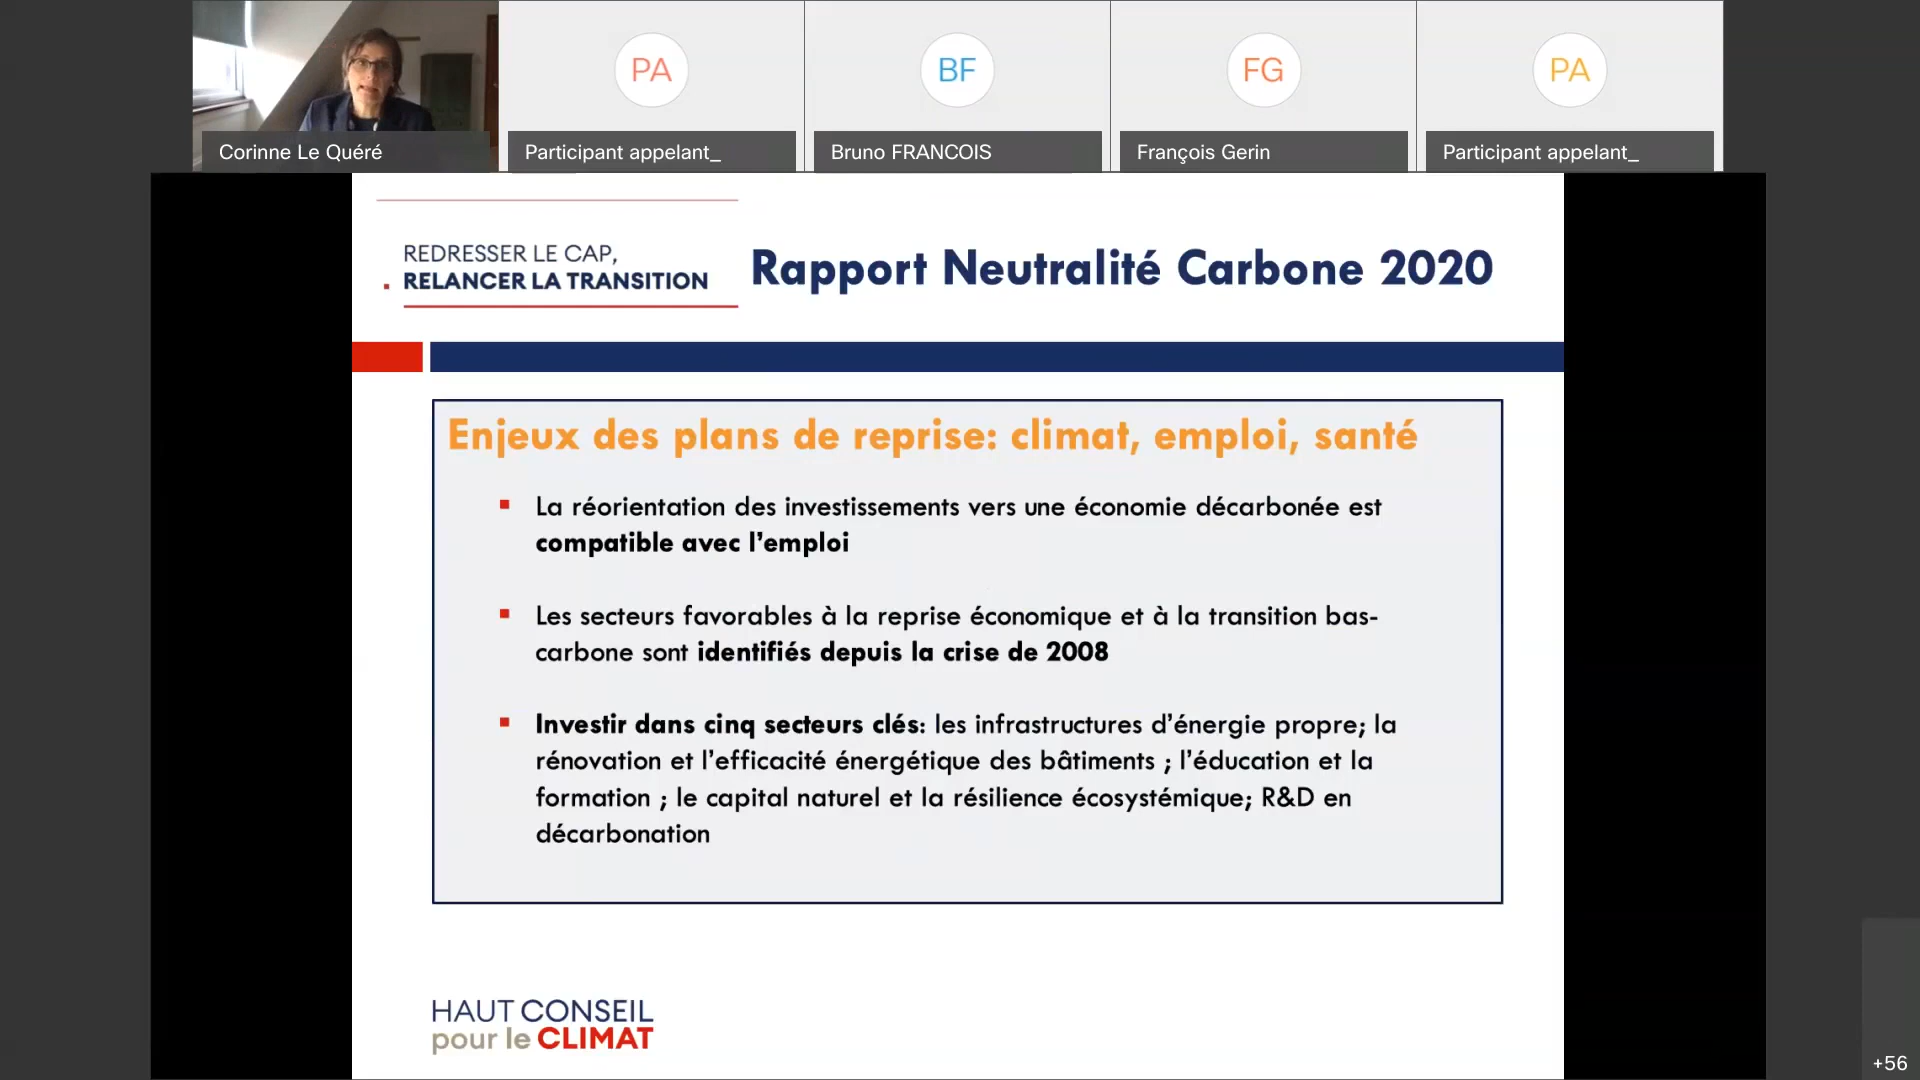 PA
BF
FG
PA
Corinne Le Quéré
Participant appelant_
Bruno FRANCOIS
François Gerin
Participant appelant_
REDRESSER LE CAP,
. RELANCER LA TRANSITION
Rapport Neutralité Carbone 2020
Enjeux des plans de reprise: climat, emploi, santé
La réorientation des investissements vers une économie décarbonée est
compatible avec l’emploi
Les secteurs favorables à la reprise économique et à la transition bas-
carbone sont identifiés depuis la crise de 2008
Investir dans cinq secteurs clés: les infrastructures d’énergie propre; la
rénovation et l’efficacité énergétique des bâtiments ; l’éducation et la
formation ; le capital naturel et la résilience écosystémique; R&D en
décarbonation
HAUT CONSEIL
pour le CLIMAT
+56